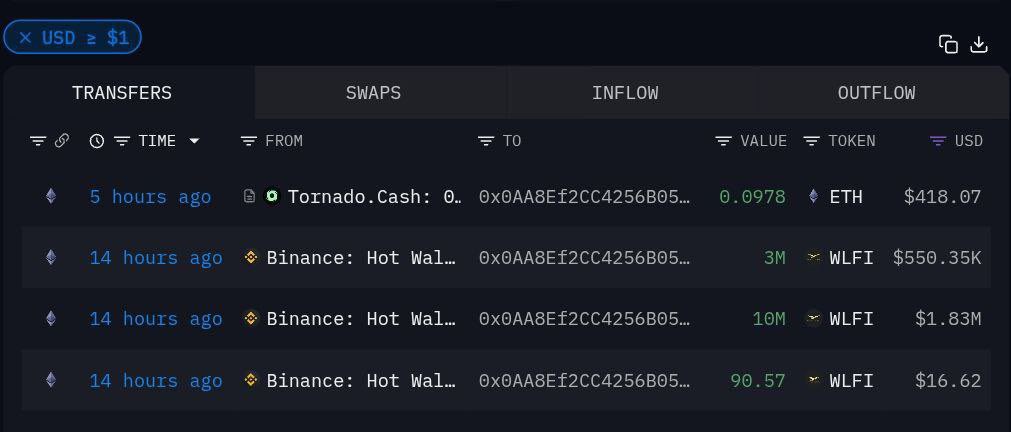 × USD ≥ $1
TRANSFERS SWAPS INFLOW OUTFLOW
TIME FROM TO VALUE TOKEN USD
5 hours ago Tornado.Cash: 0… 0x0AA8Ef2CC4256B05… 0.0978 ETH $418.07
14 hours ago Binance: Hot Wal… 0x0AA8Ef2CC4256B05… 3M WLFI $550.35K
14 hours ago Binance: Hot Wal… 0x0AA8Ef2CC4256B05… 10M WLFI $1.83M
14 hours ago Binance: Hot Wal… 0x0AA8Ef2CC4256B05… 90.57 WLFI $16.62